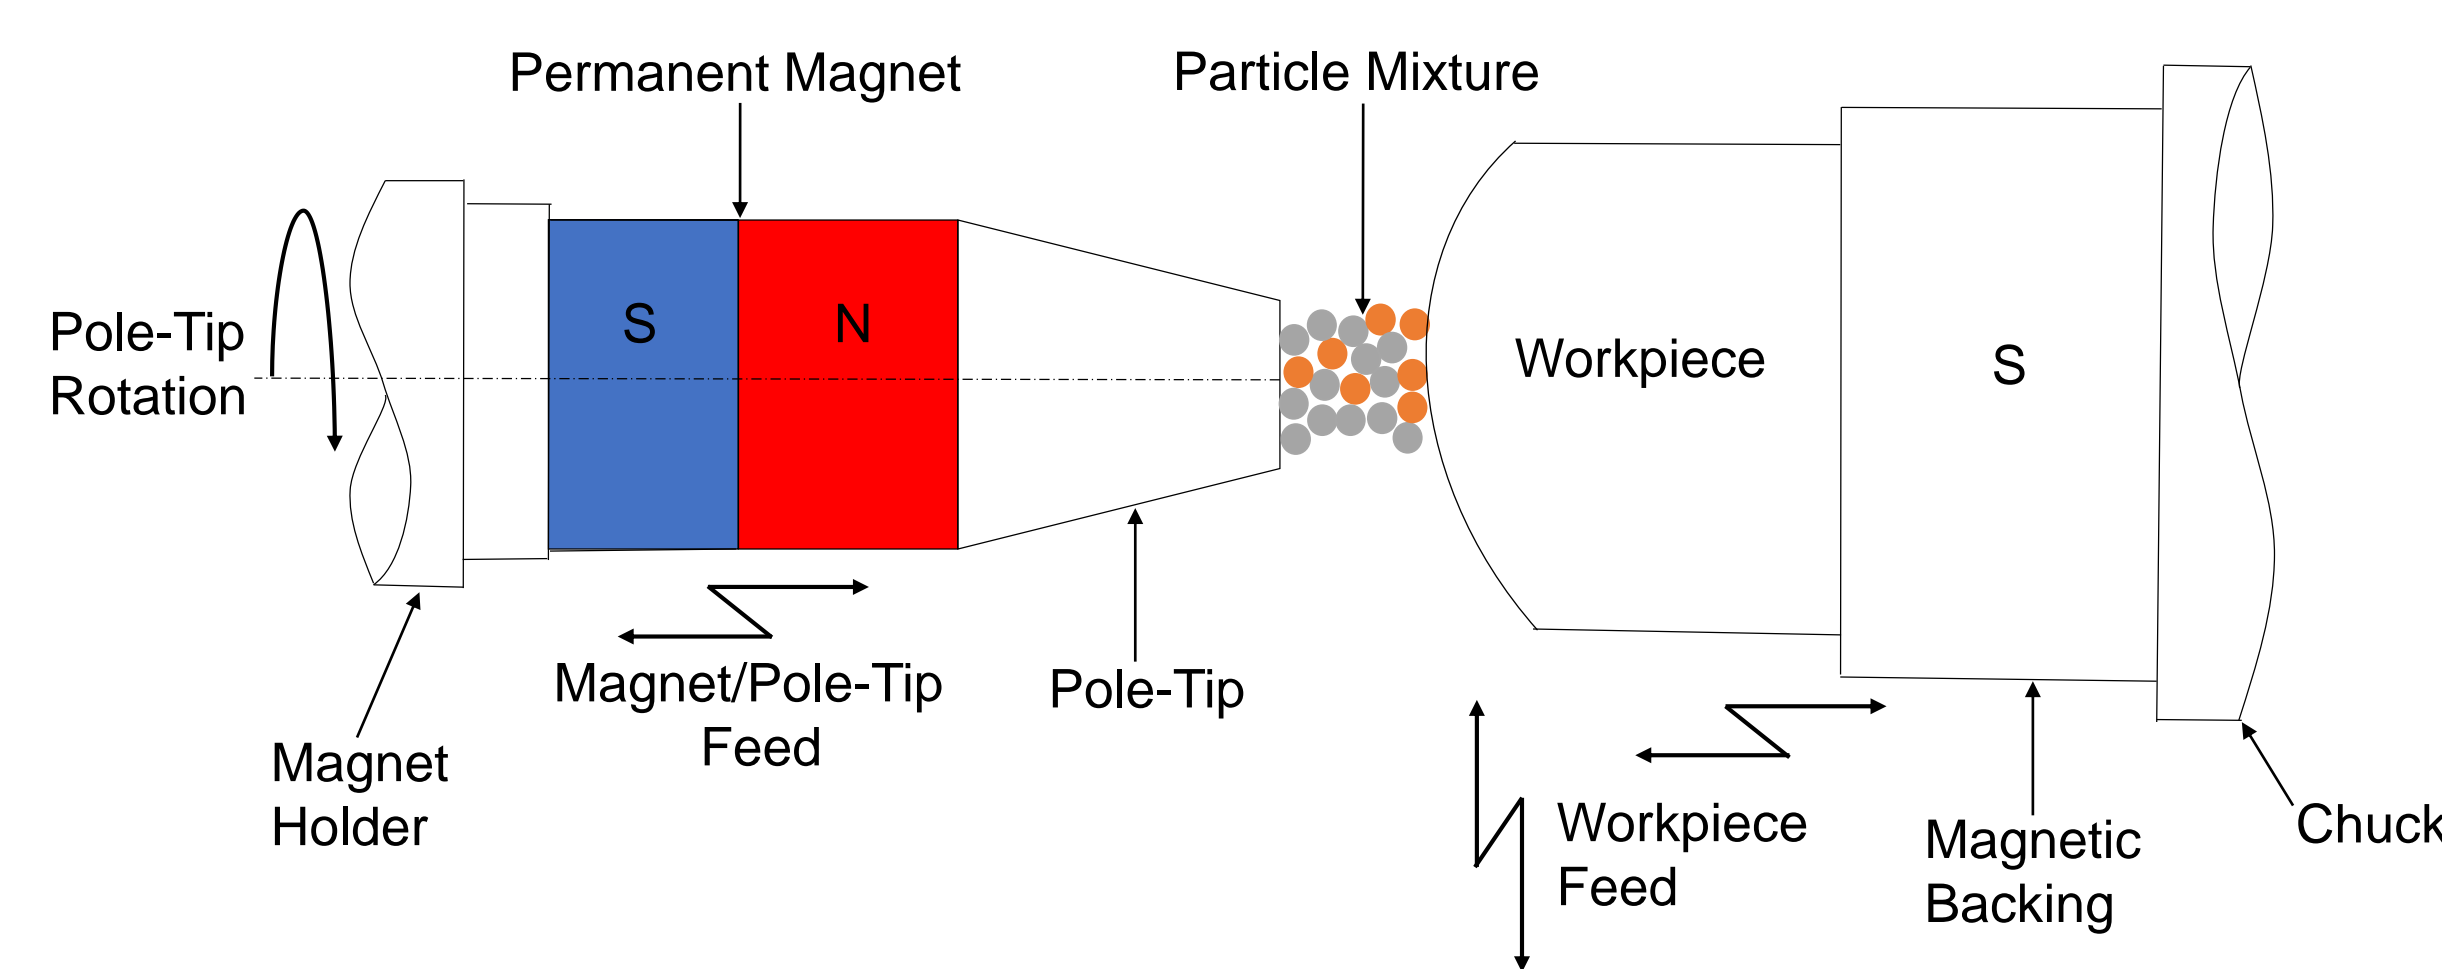 Permanent Magnet
Particle Mixture
Pole-Tip
Rotation
S
N
Workpiece
S
Magnet/Pole-Tip
Feed
Pole-Tip
Magnet
Holder
Workpiece
Feed
Magnetic
Backing
Chuck